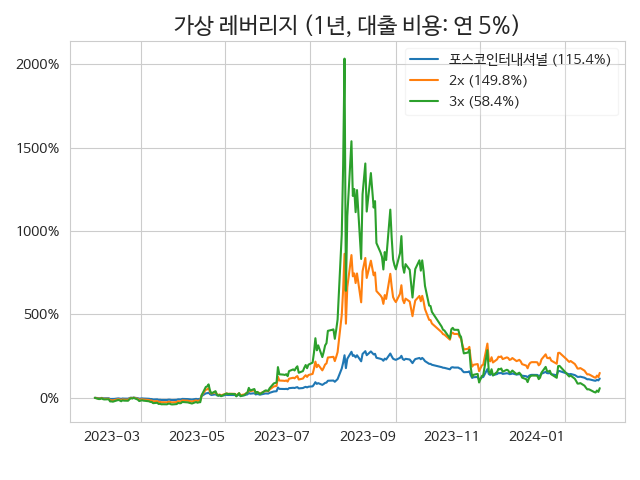 가상 레버리지 (1년, 대출 비용: 연 5%)
2000%
1500%
1000%
500%
0%
포스코인터내셔널 (115.4%)
2x (149.8%)
3x (58.4%)
2023-03
2023-05
2023-07
2023-09
2023-11
2024-01